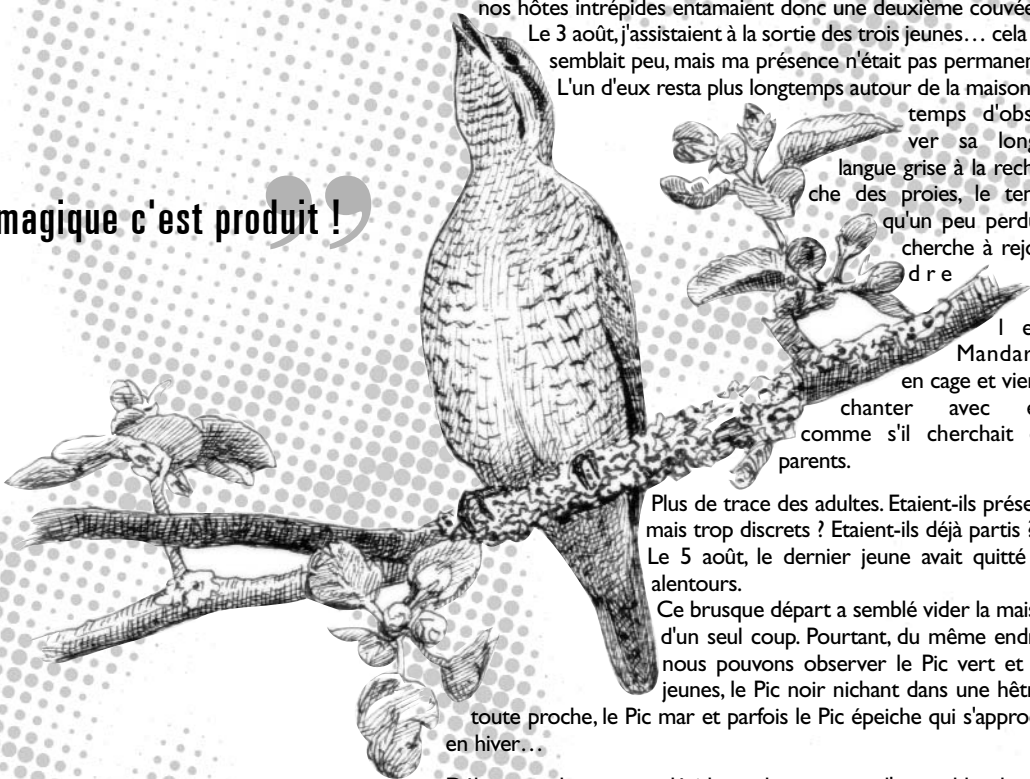 magique c'est produit ! ”
nos hôtes intrépides entamaient donc une deuxième couvée
Le 3 août, j'assistaient à la sortie des trois jeunes… cela
semblait peu, mais ma présence n'était pas permanen
L'un d'eux resta plus longtemps autour de la maison
temps d'obs
ver sa long
langue grise à la rech
che des proies, le tem
qu'un peu perdu
cherche à rejo
dre
l e
Mandar
en cage et vien
chanter avec e
comme s'il cherchait
parents.
Plus de trace des adultes. Etaient-ils prése
mais trop discrets ? Etaient-ils déjà partis ?
Le 5 août, le dernier jeune avait quitté
alentours.
Ce brusque départ a semblé vider la mais
d'un seul coup. Pourtant, du même endr
nous pouvons observer le Pic vert et
jeunes, le Pic noir nichant dans une hêtr
toute proche, le Pic mar et parfois le Pic épeiche qui s'approc
en hiver…